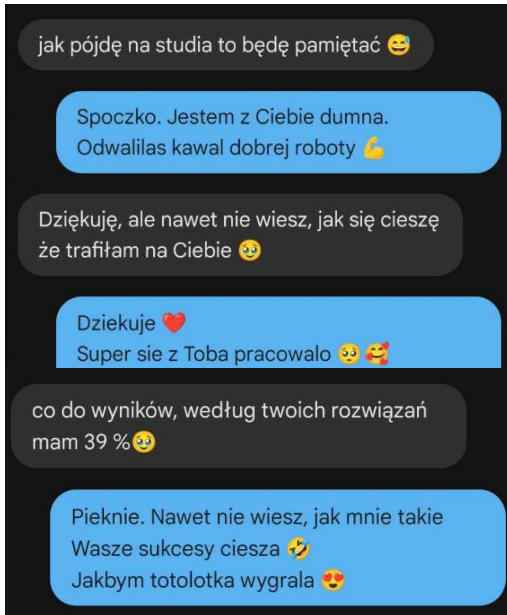 jak pójdę na studia to będę pamiętać 😅
Spoczko. Jestem z Ciebie dumna.
Odwalilas kawal dobrej roboty 💪
Dziękuję, ale nawet nie wiesz, jak się cieszę
że trafiłam na Ciebie 🥹
Dziekuje ❤️
Super sie z Toba pracowalo 🥺🥰
co do wyników, według twoich rozwiązań
mam 39 %🥹
Pieknie. Nawet nie wiesz, jak mnie takie
Wasze sukcesy ciesza 🤣
Jakbym totolotka wygrala 😍